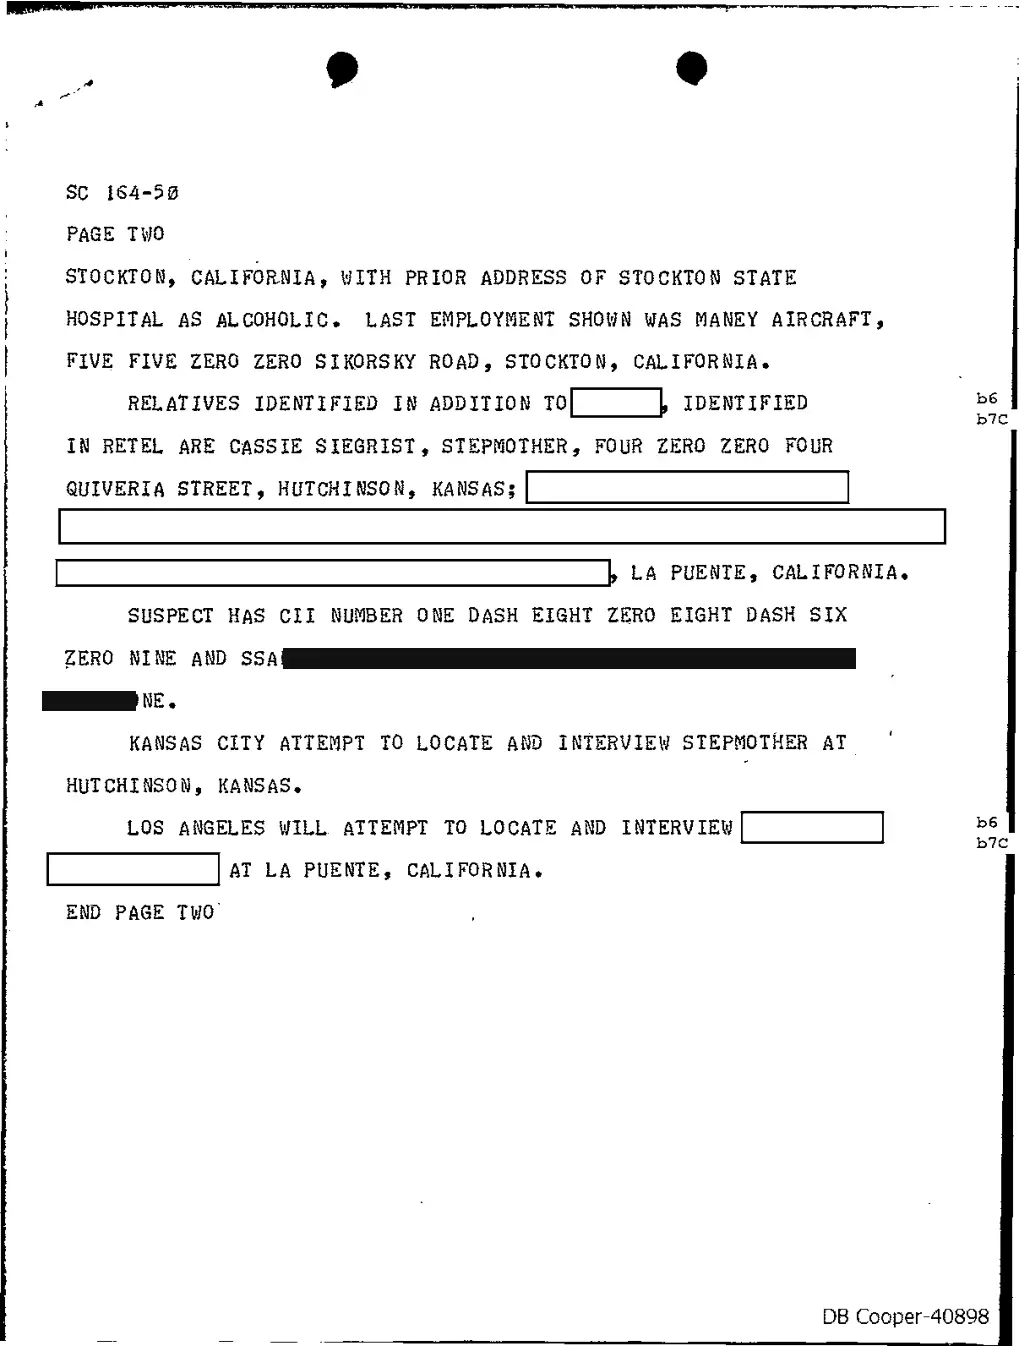 SC 164-50
PAGE TWO
STOCKTON, CALIFORNIA, WITH PRIOR ADDRESS OF STOCKTON STATE
HOSPITAL AS ALCOHOLIC. LAST EMPLOYMENT SHOWN WAS MANEY AIRCRAFT,
FIVE FIVE ZERO ZERO SIKORSKY ROAD, STOCKTON, CALIFORNIA.
RELATIVES IDENTIFIED IN ADDITION TO , IDENTIFIED
b6
b7C
IN RETEL ARE CASSIE SIEGRIST, STEPMOTHER, FOUR ZERO ZERO FOUR
QUIVERIA STREET, HUTCHINSON, KANSAS;
, LA PUENTE, CALIFORNIA.
SUSPECT HAS CII NUMBER ONE DASH EIGHT ZERO EIGHT DASH SIX
ZERO NINE AND SSA
NE.
KANSAS CITY ATTEMPT TO LOCATE AND INTERVIEW STEPMOTHER AT
HUTCHINSON, KANSAS.
LOS ANGELES WILL ATTEMPT TO LOCATE AND INTERVIEW
b6
b7C
AT LA PUENTE, CALIFORNIA.
END PAGE TWO
DB Cooper-40898